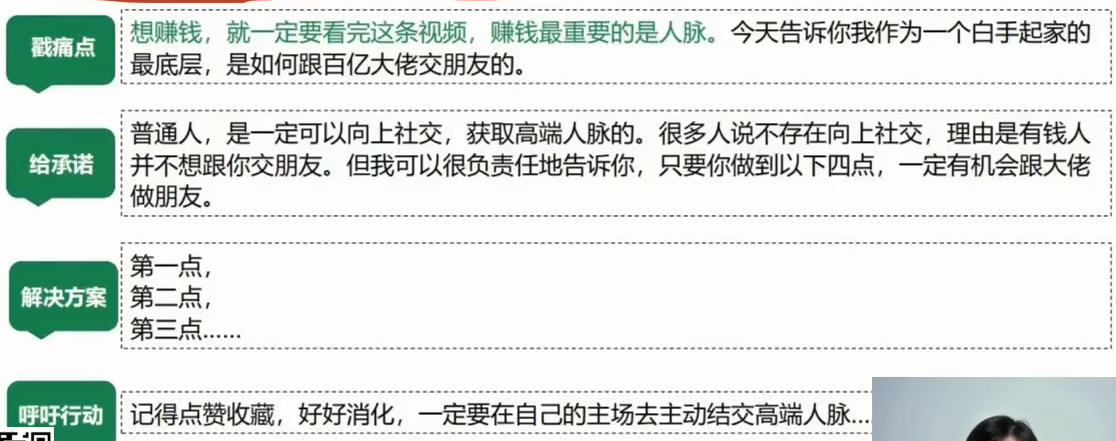 戳痛点
想赚钱，就一定要看完这条视频，赚钱最重要的是人脉。今天告诉你我作为一个白手起家的
最底层，是如何跟百亿大佬交朋友的。
给承诺
普通人，是一定可以向上社交，获取高端人脉的。很多人说不存在向上社交，理由是有钱人
并不想跟你交朋友。但我可以很负责任地告诉你，只要你做到以下四点，一定有机会跟大佬
做朋友。
解决方案
第一点，
第二点，
第三点……
呼吁行动
记得点赞收藏，好好消化，一定要在自己的主场去主动结交高端人脉...